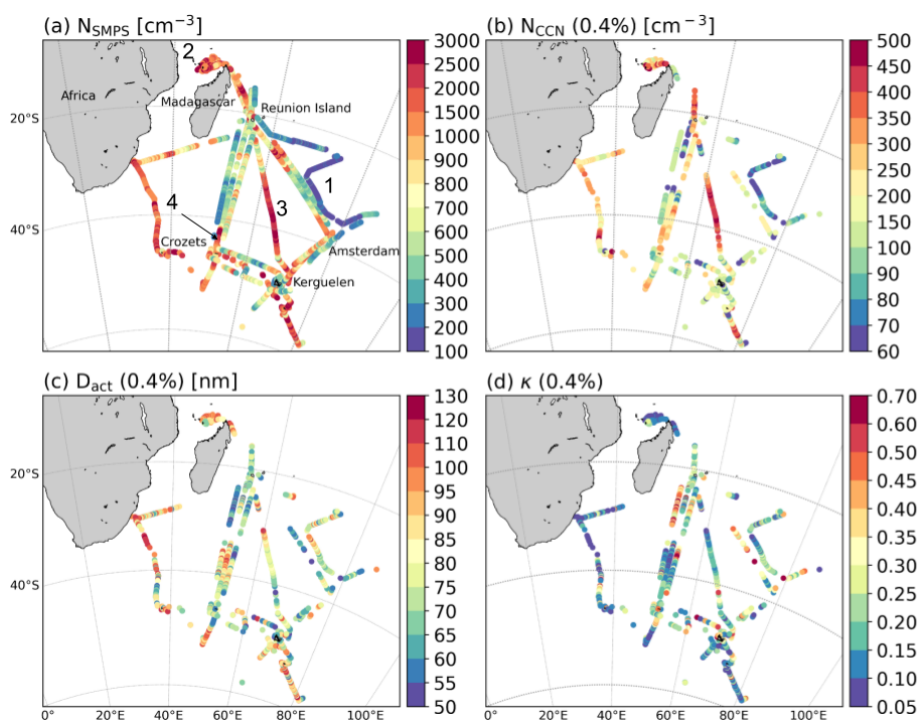 (a) N_SMPS [cm⁻³]
2
Africa
Madagascar
Reunion Island
20°S
1
4
3
40°S
Crozets
Amsterdam
Kerguelen
3000
2500
2000
1500
1000
900
800
700
600
500
400
300
200
100
(b) N_CCN (0.4%) [cm⁻³]
500
450
400
350
300
250
200
150
100
90
80
70
60
(c) D_act (0.4%) [nm]
20°S
40°S
0°
20°E
40°E
60°E
80°E
100°E
130
120
110
100
95
90
85
80
75
70
65
60
55
50
(d) κ (0.4%)
0°
20°E
40°E
60°E
80°E
100°E
0.70
0.60
0.50
0.45
0.40
0.35
0.30
0.25
0.20
0.15
0.10
0.05